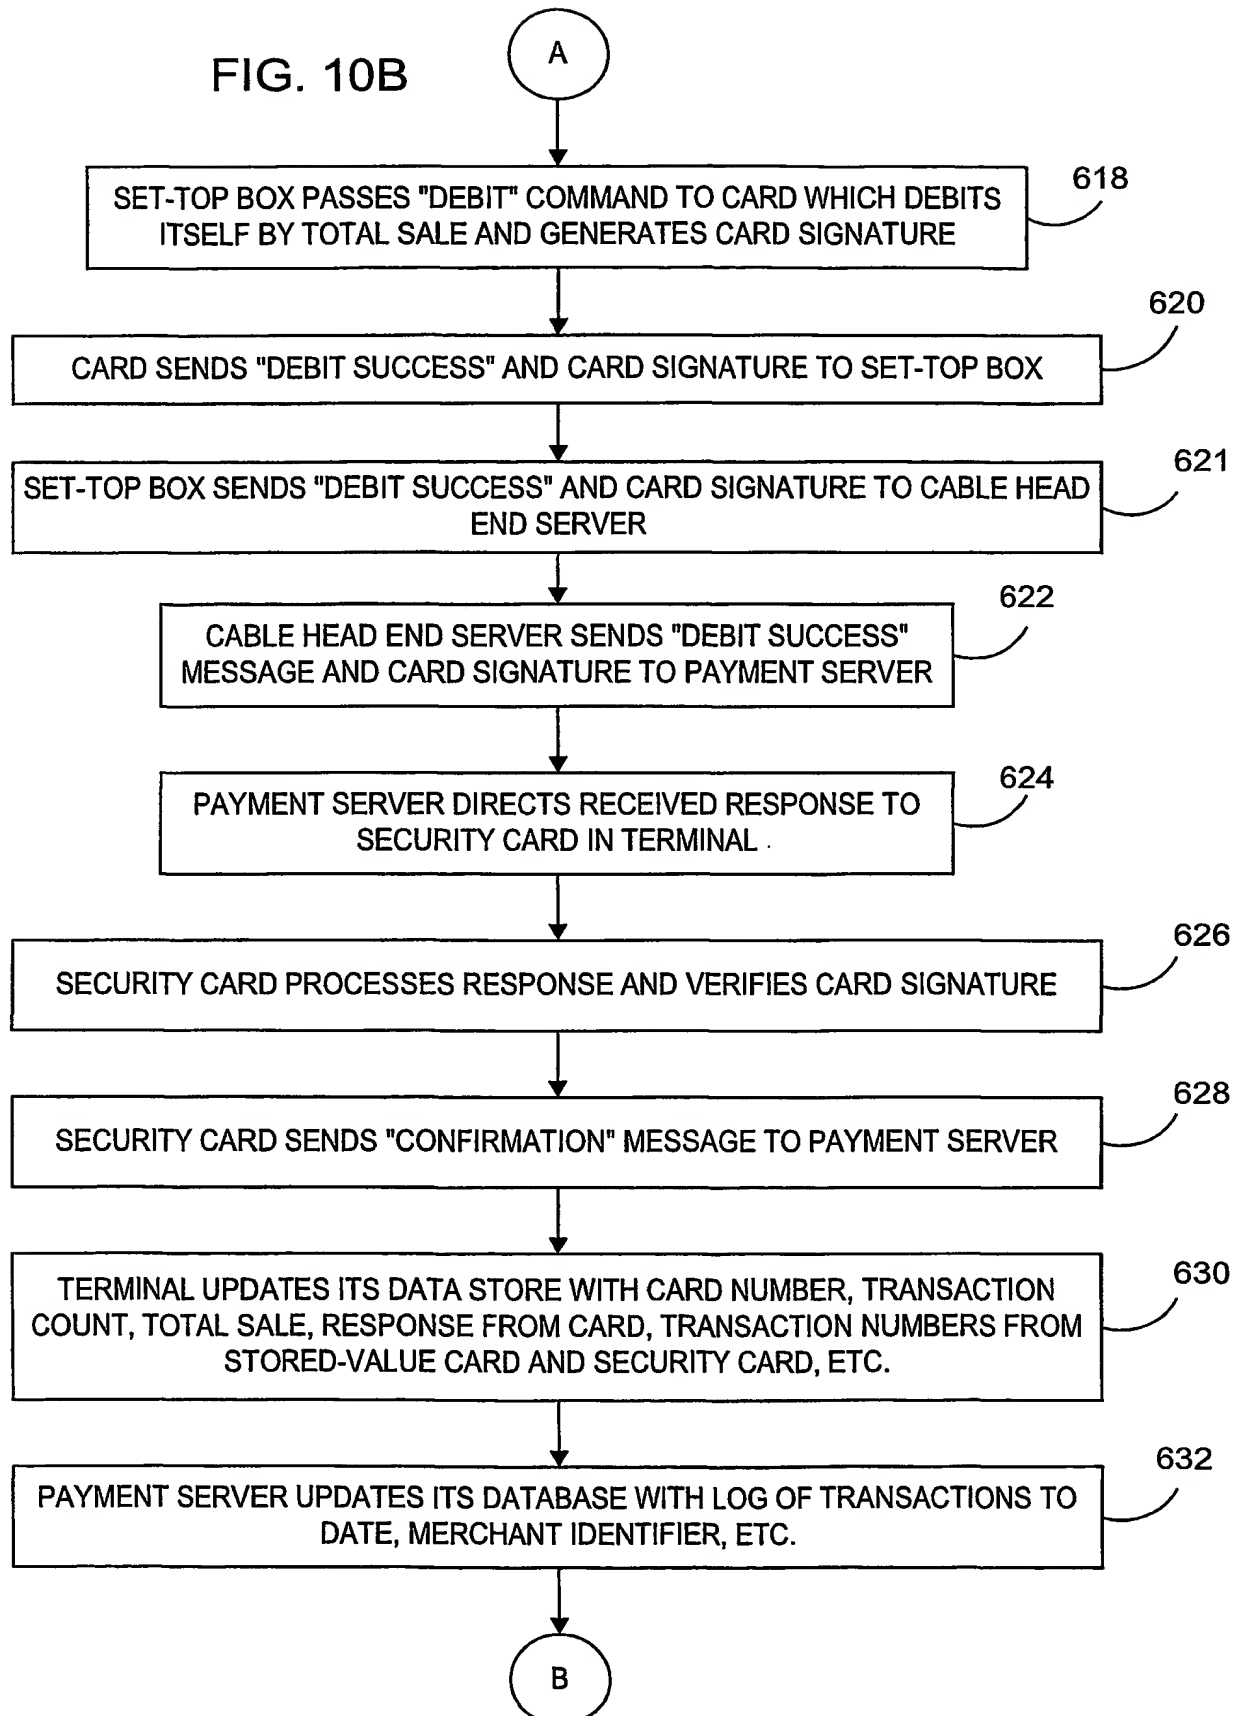 FIG. 10B
A
SET-TOP BOX PASSES "DEBIT" COMMAND TO CARD WHICH DEBITS
ITSELF BY TOTAL SALE AND GENERATES CARD SIGNATURE
618
CARD SENDS "DEBIT SUCCESS" AND CARD SIGNATURE TO SET-TOP BOX
620
SET-TOP BOX SENDS "DEBIT SUCCESS" AND CARD SIGNATURE TO CABLE HEAD
END SERVER
621
CABLE HEAD END SERVER SENDS "DEBIT SUCCESS"
MESSAGE AND CARD SIGNATURE TO PAYMENT SERVER
622
PAYMENT SERVER DIRECTS RECEIVED RESPONSE TO
SECURITY CARD IN TERMINAL
624
SECURITY CARD PROCESSES RESPONSE AND VERIFIES CARD SIGNATURE
626
SECURITY CARD SENDS "CONFIRMATION" MESSAGE TO PAYMENT SERVER
628
TERMINAL UPDATES ITS DATA STORE WITH CARD NUMBER, TRANSACTION
COUNT, TOTAL SALE, RESPONSE FROM CARD, TRANSACTION NUMBERS FROM
STORED-VALUE CARD AND SECURITY CARD, ETC.
630
PAYMENT SERVER UPDATES ITS DATABASE WITH LOG OF TRANSACTIONS TO
DATE, MERCHANT IDENTIFIER, ETC.
632
B